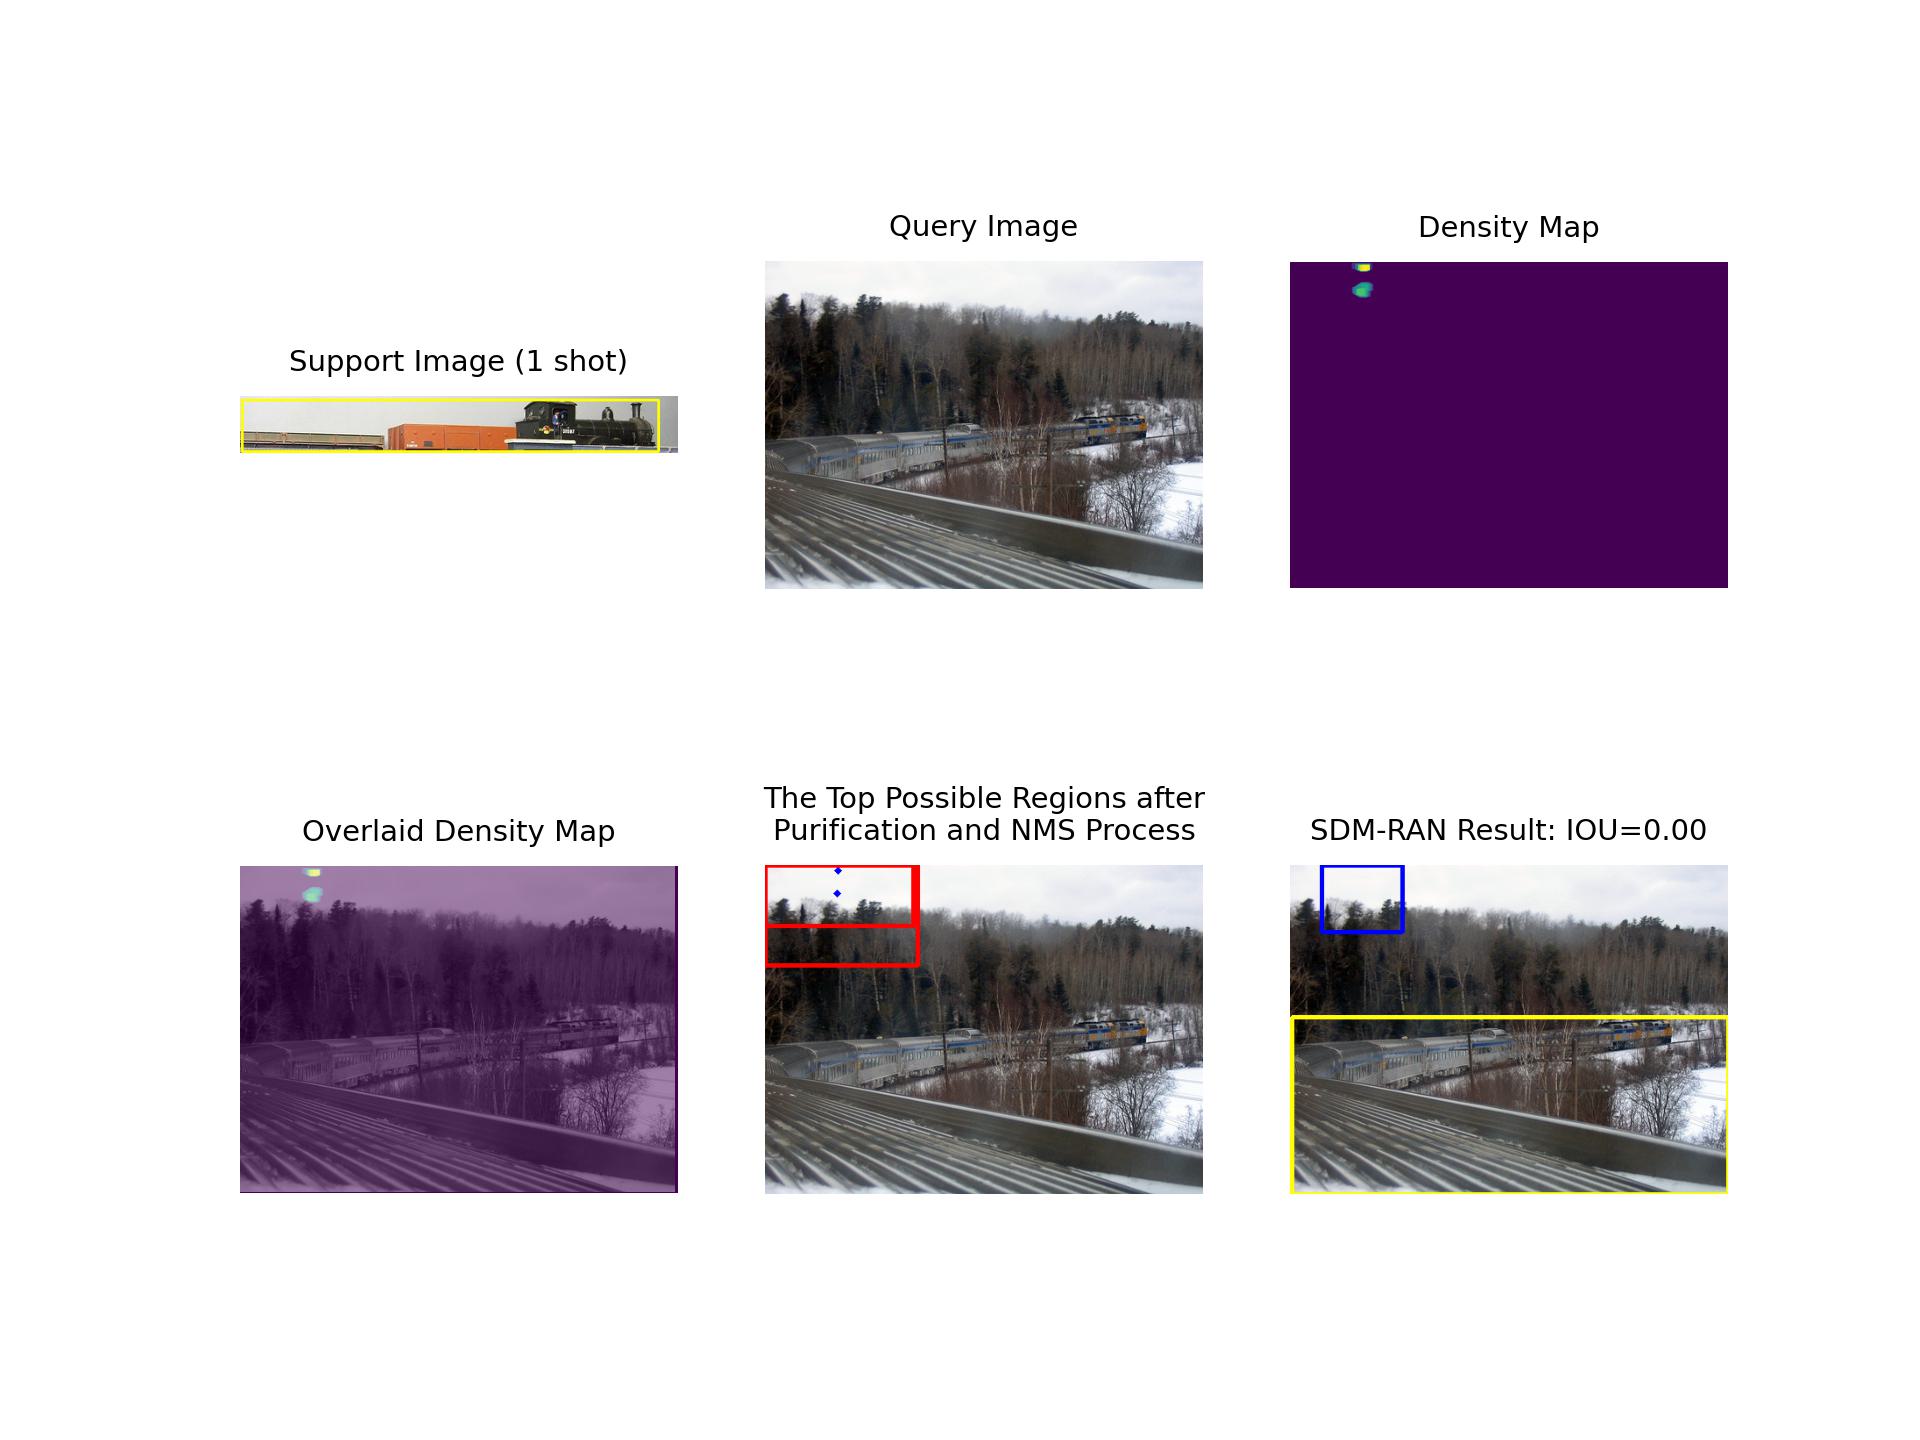 Support Image (1 shot)
Query Image
Density Map
Overlaid Density Map
The Top Possible Regions after
Purification and NMS Process
SDM-RAN Result: IOU=0.00